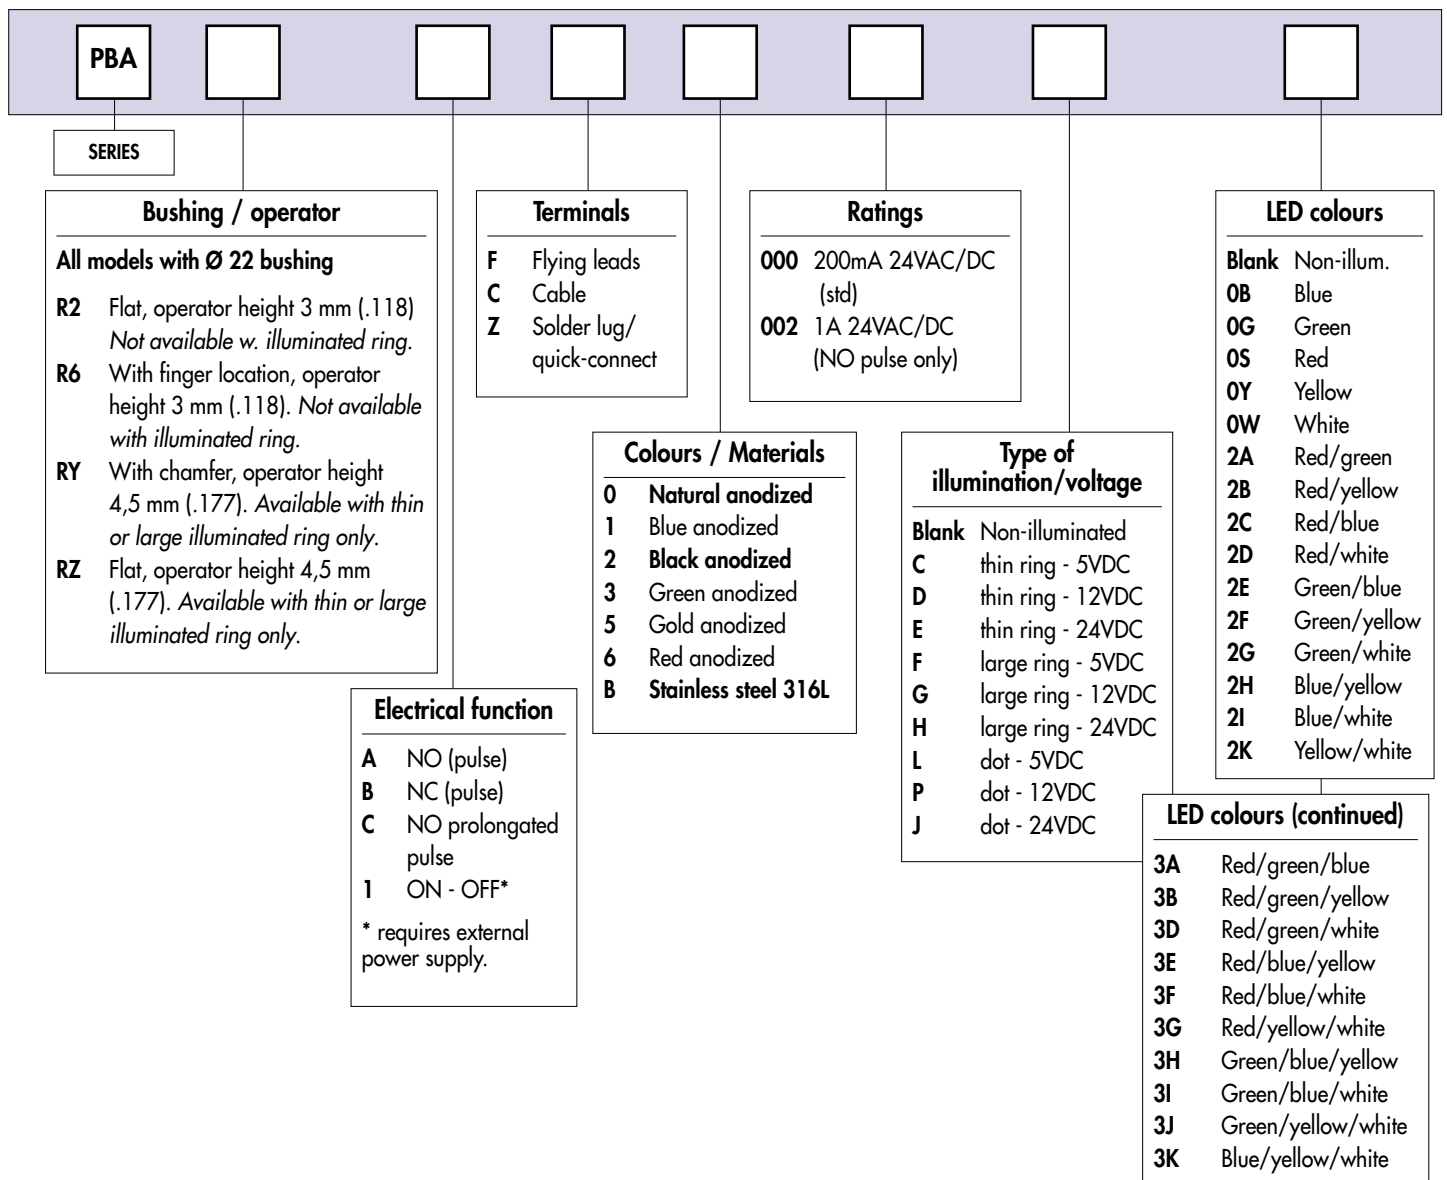 PBA
SERIES
Bushing / operator
All models with Ø 22 bushing
R2 Flat, operator height 3 mm (.118)
Not available w. illuminated ring.
R6 With finger location, operator
height 3 mm (.118). Not available
with illuminated ring.
RY With chamfer, operator height
4,5 mm (.177). Available with thin
or large illuminated ring only.
RZ Flat, operator height 4,5 mm
(.177). Available with thin or large
illuminated ring only.
Electrical function
A NO (pulse)
B NC (pulse)
C NO prolongated
pulse
1 ON - OFF*
* requires external
power supply.
Terminals
F Flying leads
C Cable
Z Solder lug/
quick-connect
Colours / Materials
0 Natural anodized
1 Blue anodized
2 Black anodized
3 Green anodized
5 Gold anodized
6 Red anodized
B Stainless steel 316L
Ratings
000 200mA 24VAC/DC
(std)
002 1A 24VAC/DC
(NO pulse only)
Type of
illumination/voltage
Blank Non-illuminated
C thin ring - 5VDC
D thin ring - 12VDC
E thin ring - 24VDC
F large ring - 5VDC
G large ring - 12VDC
H large ring - 24VDC
L dot - 5VDC
P dot - 12VDC
J dot - 24VDC
LED colours
Blank Non-illum.
0B Blue
0G Green
0S Red
0Y Yellow
0W White
2A Red/green
2B Red/yellow
2C Red/blue
2D Red/white
2E Green/blue
2F Green/yellow
2G Green/white
2H Blue/yellow
2I Blue/white
2K Yellow/white
LED colours (continued)
3A Red/green/blue
3B Red/green/yellow
3D Red/green/white
3E Red/blue/yellow
3F Red/blue/white
3G Red/yellow/white
3H Green/blue/yellow
3I Green/blue/white
3J Green/yellow/white
3K Blue/yellow/white